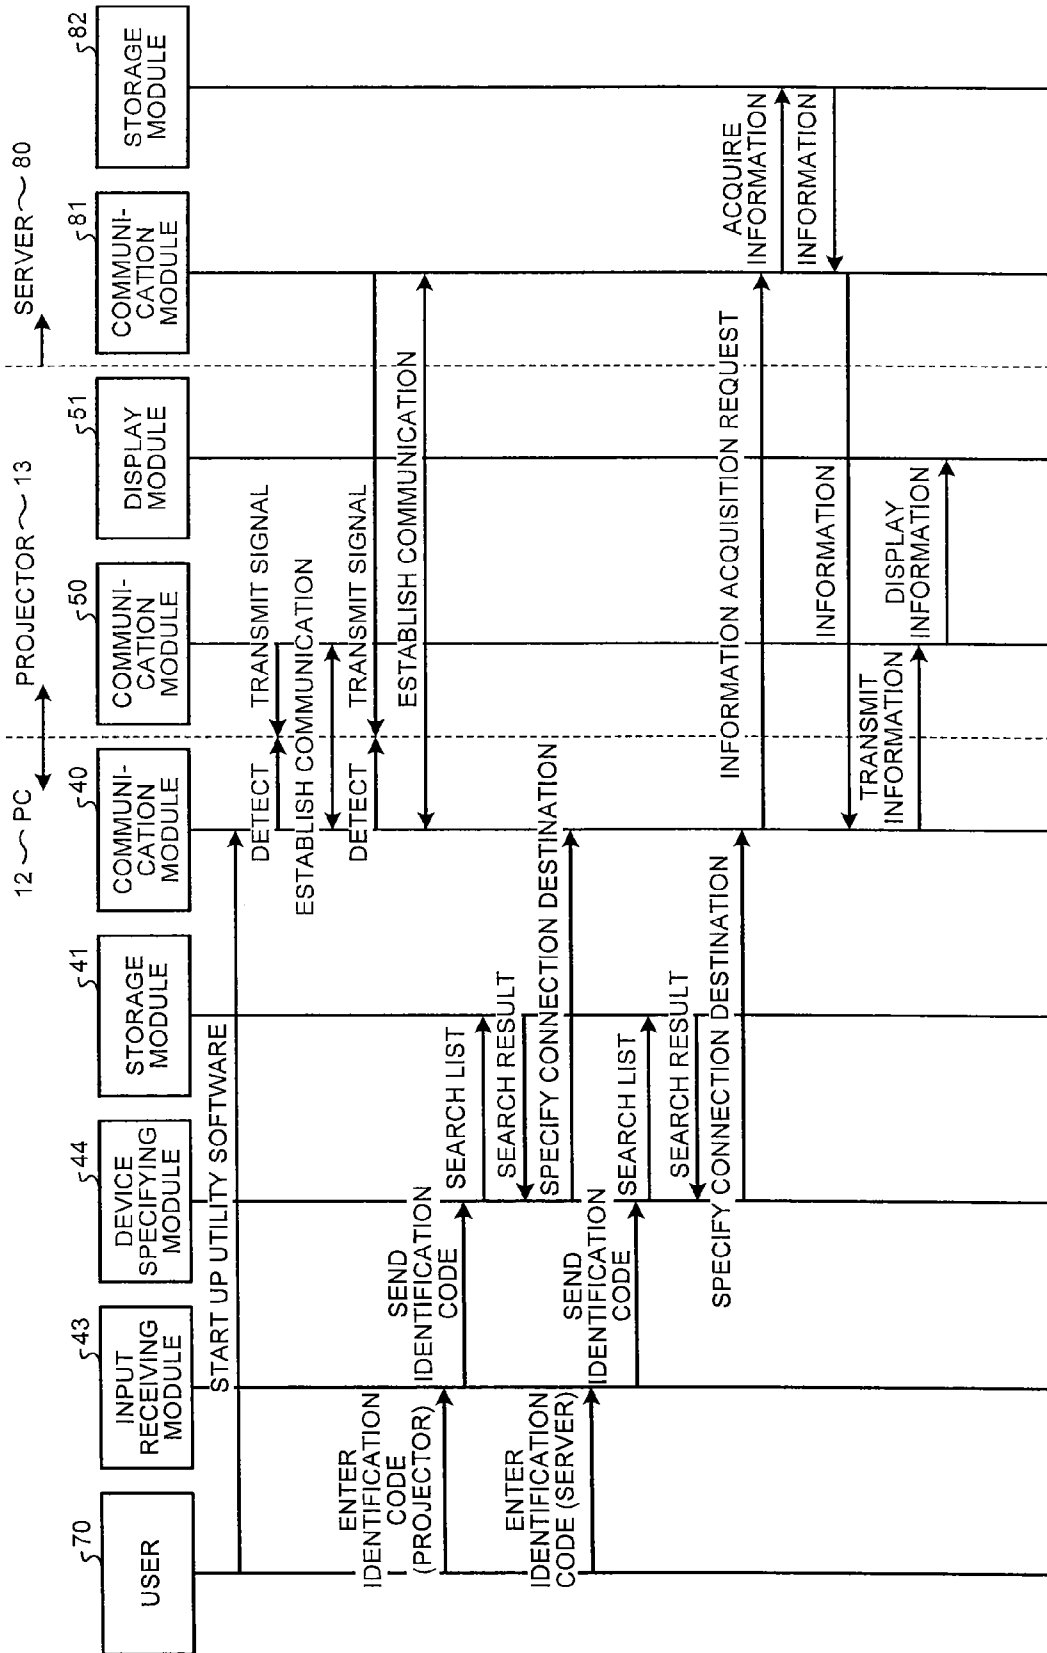 12 PC
PROJECTOR 13
SERVER 80
70
USER
43
INPUT
RECEIVING
MODULE
44
DEVICE
SPECIFYING
MODULE
41
STORAGE
MODULE
40
COMMUNI-
CATION
MODULE
50
COMMUNI-
CATION
MODULE
51
DISPLAY
MODULE
81
COMMUNI-
CATION
MODULE
82
STORAGE
MODULE
START UP UTILITY SOFTWARE
DETECT
TRANSMIT SIGNAL
ESTABLISH COMMUNICATION
DETECT
TRANSMIT SIGNAL
ESTABLISH COMMUNICATION
ENTER
IDENTIFICATION
CODE
(PROJECTOR)
SEND
IDENTIFICATION
CODE
SEARCH LIST
SEARCH RESULT
SPECIFY CONNECTION DESTINATION
ENTER
IDENTIFICATION
CODE (SERVER)
SEND
IDENTIFICATION
CODE
SEARCH LIST
SEARCH RESULT
SPECIFY CONNECTION DESTINATION
INFORMATION ACQUISITION REQUEST
ACQUIRE
INFORMATION
INFORMATION
INFORMATION
TRANSMIT
INFORMATION
DISPLAY
INFORMATION